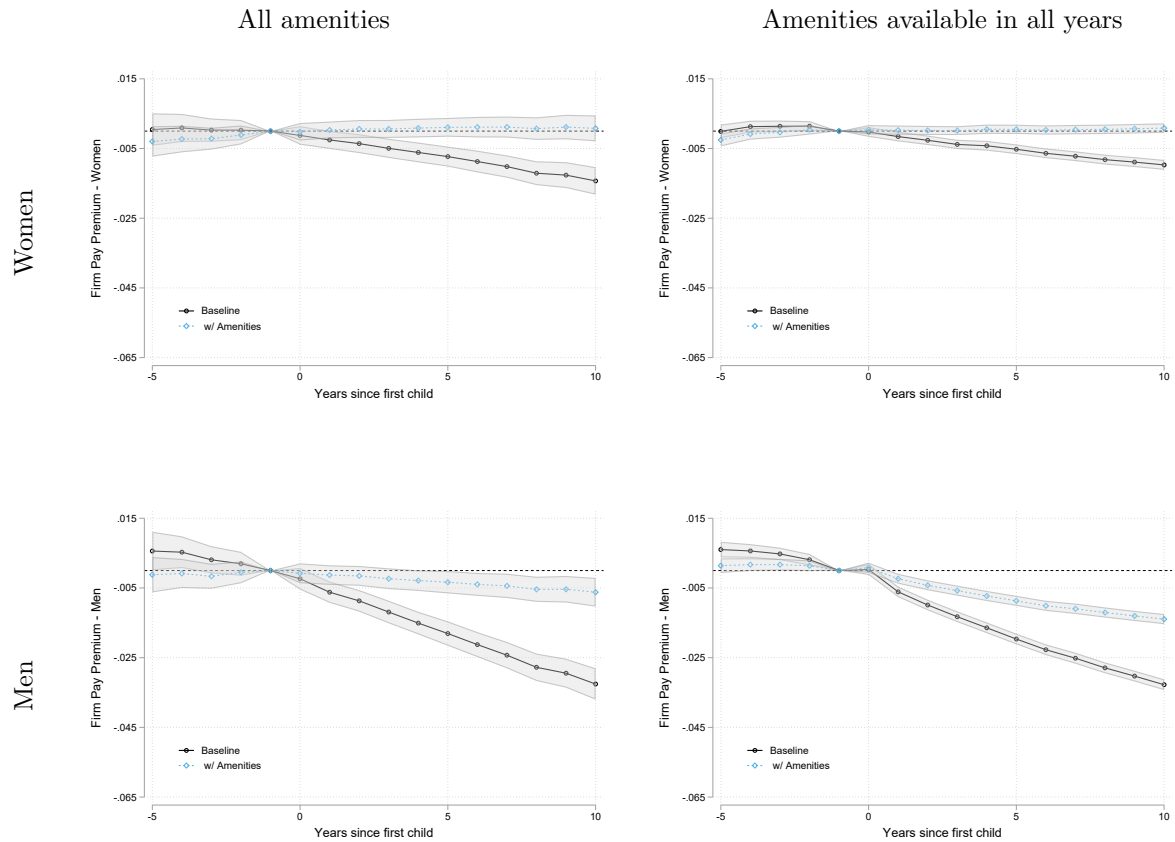 All amenities
Amenities available in all years
Women
.015
-.005
-.025
-.045
-.065
Firm Pay Premium - Women
Baseline
w/ Amenities
-5
0
5
10
Years since first child
.015
-.005
-.025
-.045
-.065
Firm Pay Premium - Women
Baseline
w/ Amenities
-5
0
5
10
Years since first child
Men
.015
-.005
-.025
-.045
-.065
Firm Pay Premium - Men
Baseline
w/ Amenities
-5
0
5
10
Years since first child
.015
-.005
-.025
-.045
-.065
Firm Pay Premium - Men
Baseline
w/ Amenities
-5
0
5
10
Years since first child